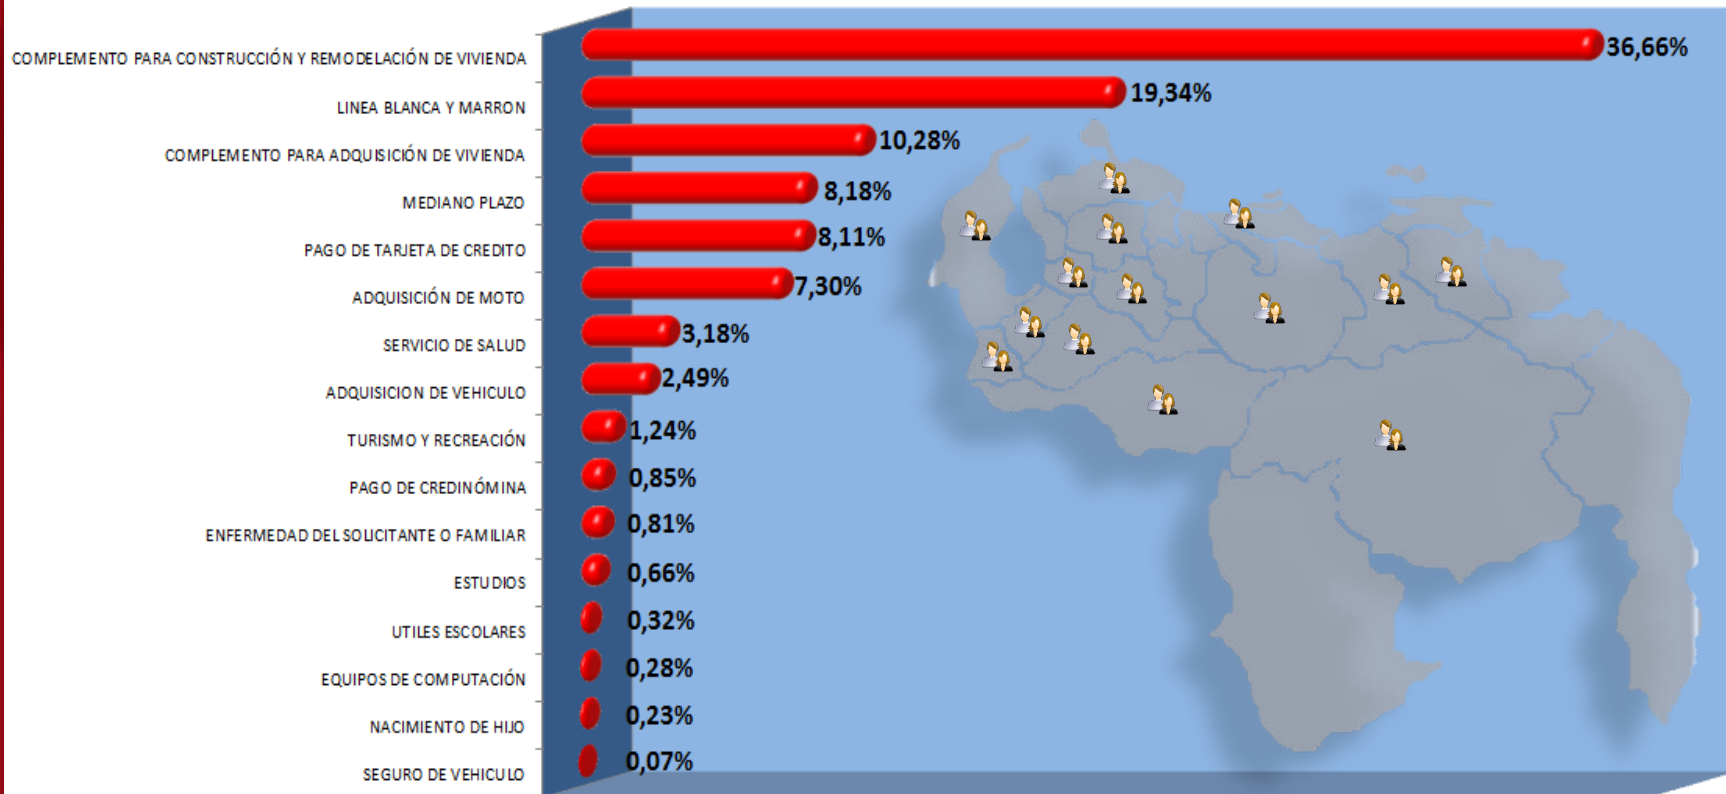 COMPLEMENTO PARA CONSTRUCCIÓN Y REMODELACIÓN DE VIVIENDA 36,66%
LINEA BLANCA Y MARRON 19,34%
COMPLEMENTO PARA ADQUISICIÓN DE VIVIENDA 10,28%
MEDIANO PLAZO 8,18%
PAGO DE TARJETA DE CREDITO 8,11%
ADQUISICIÓN DE MOTO 7,30%
SERVICIO DE SALUD 3,18%
ADQUISICION DE VEHICULO 2,49%
TURISMO Y RECREACIÓN 1,24%
PAGO DE CREDINÓMINA 0,85%
ENFERMEDAD DEL SOLICITANTE O FAMILIAR 0,81%
ESTUDIOS 0,66%
UTILES ESCOLARES 0,32%
EQUIPOS DE COMPUTACIÓN 0,28%
NACIMIENTO DE HIJO 0,23%
SEGURO DE VEHICULO 0,07%